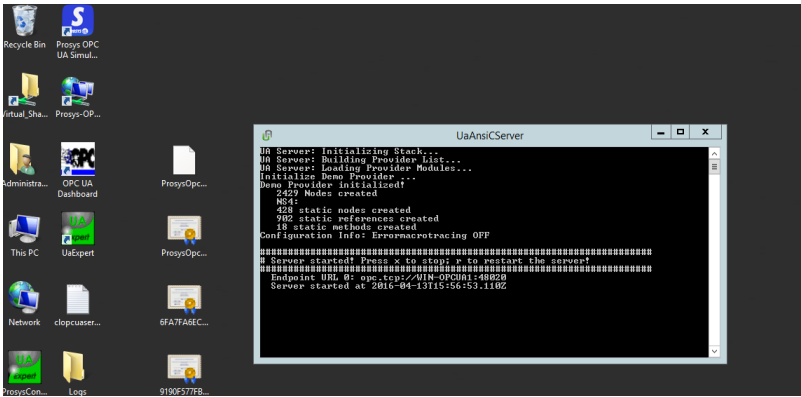 Recycle Bin
Prosys OPC
UA Simul...
Virtual_Sha...
Prosys-OP...
Administra...
OPC UA
Dashboard
ProsysOpc...
This PC
UaExpert
ProsysOpc...
Network
clopcuaser...
6FA7FA6EC...
ProsysCon...
Logs
9190F577FB...
UaAnsiCServer
UA Server: Initializing Stack...
UA Server: Building Provider List...
UA Server: Loading Provider Modules...
Initialize Demo Provider ...
Demo Provider initialized!
2429 Nodes created
NS4:
428 static nodes created
902 static references created
18 static methods created
Configuration Info: Errormacrotracing OFF
###########################################################################
# Server started! Press x to stop; r to restart the server!
###########################################################################
Endpoint URL 0: opc.tcp://WIN-OPCUA1:48020
Server started at 2016-04-13T15:56:53.110Z